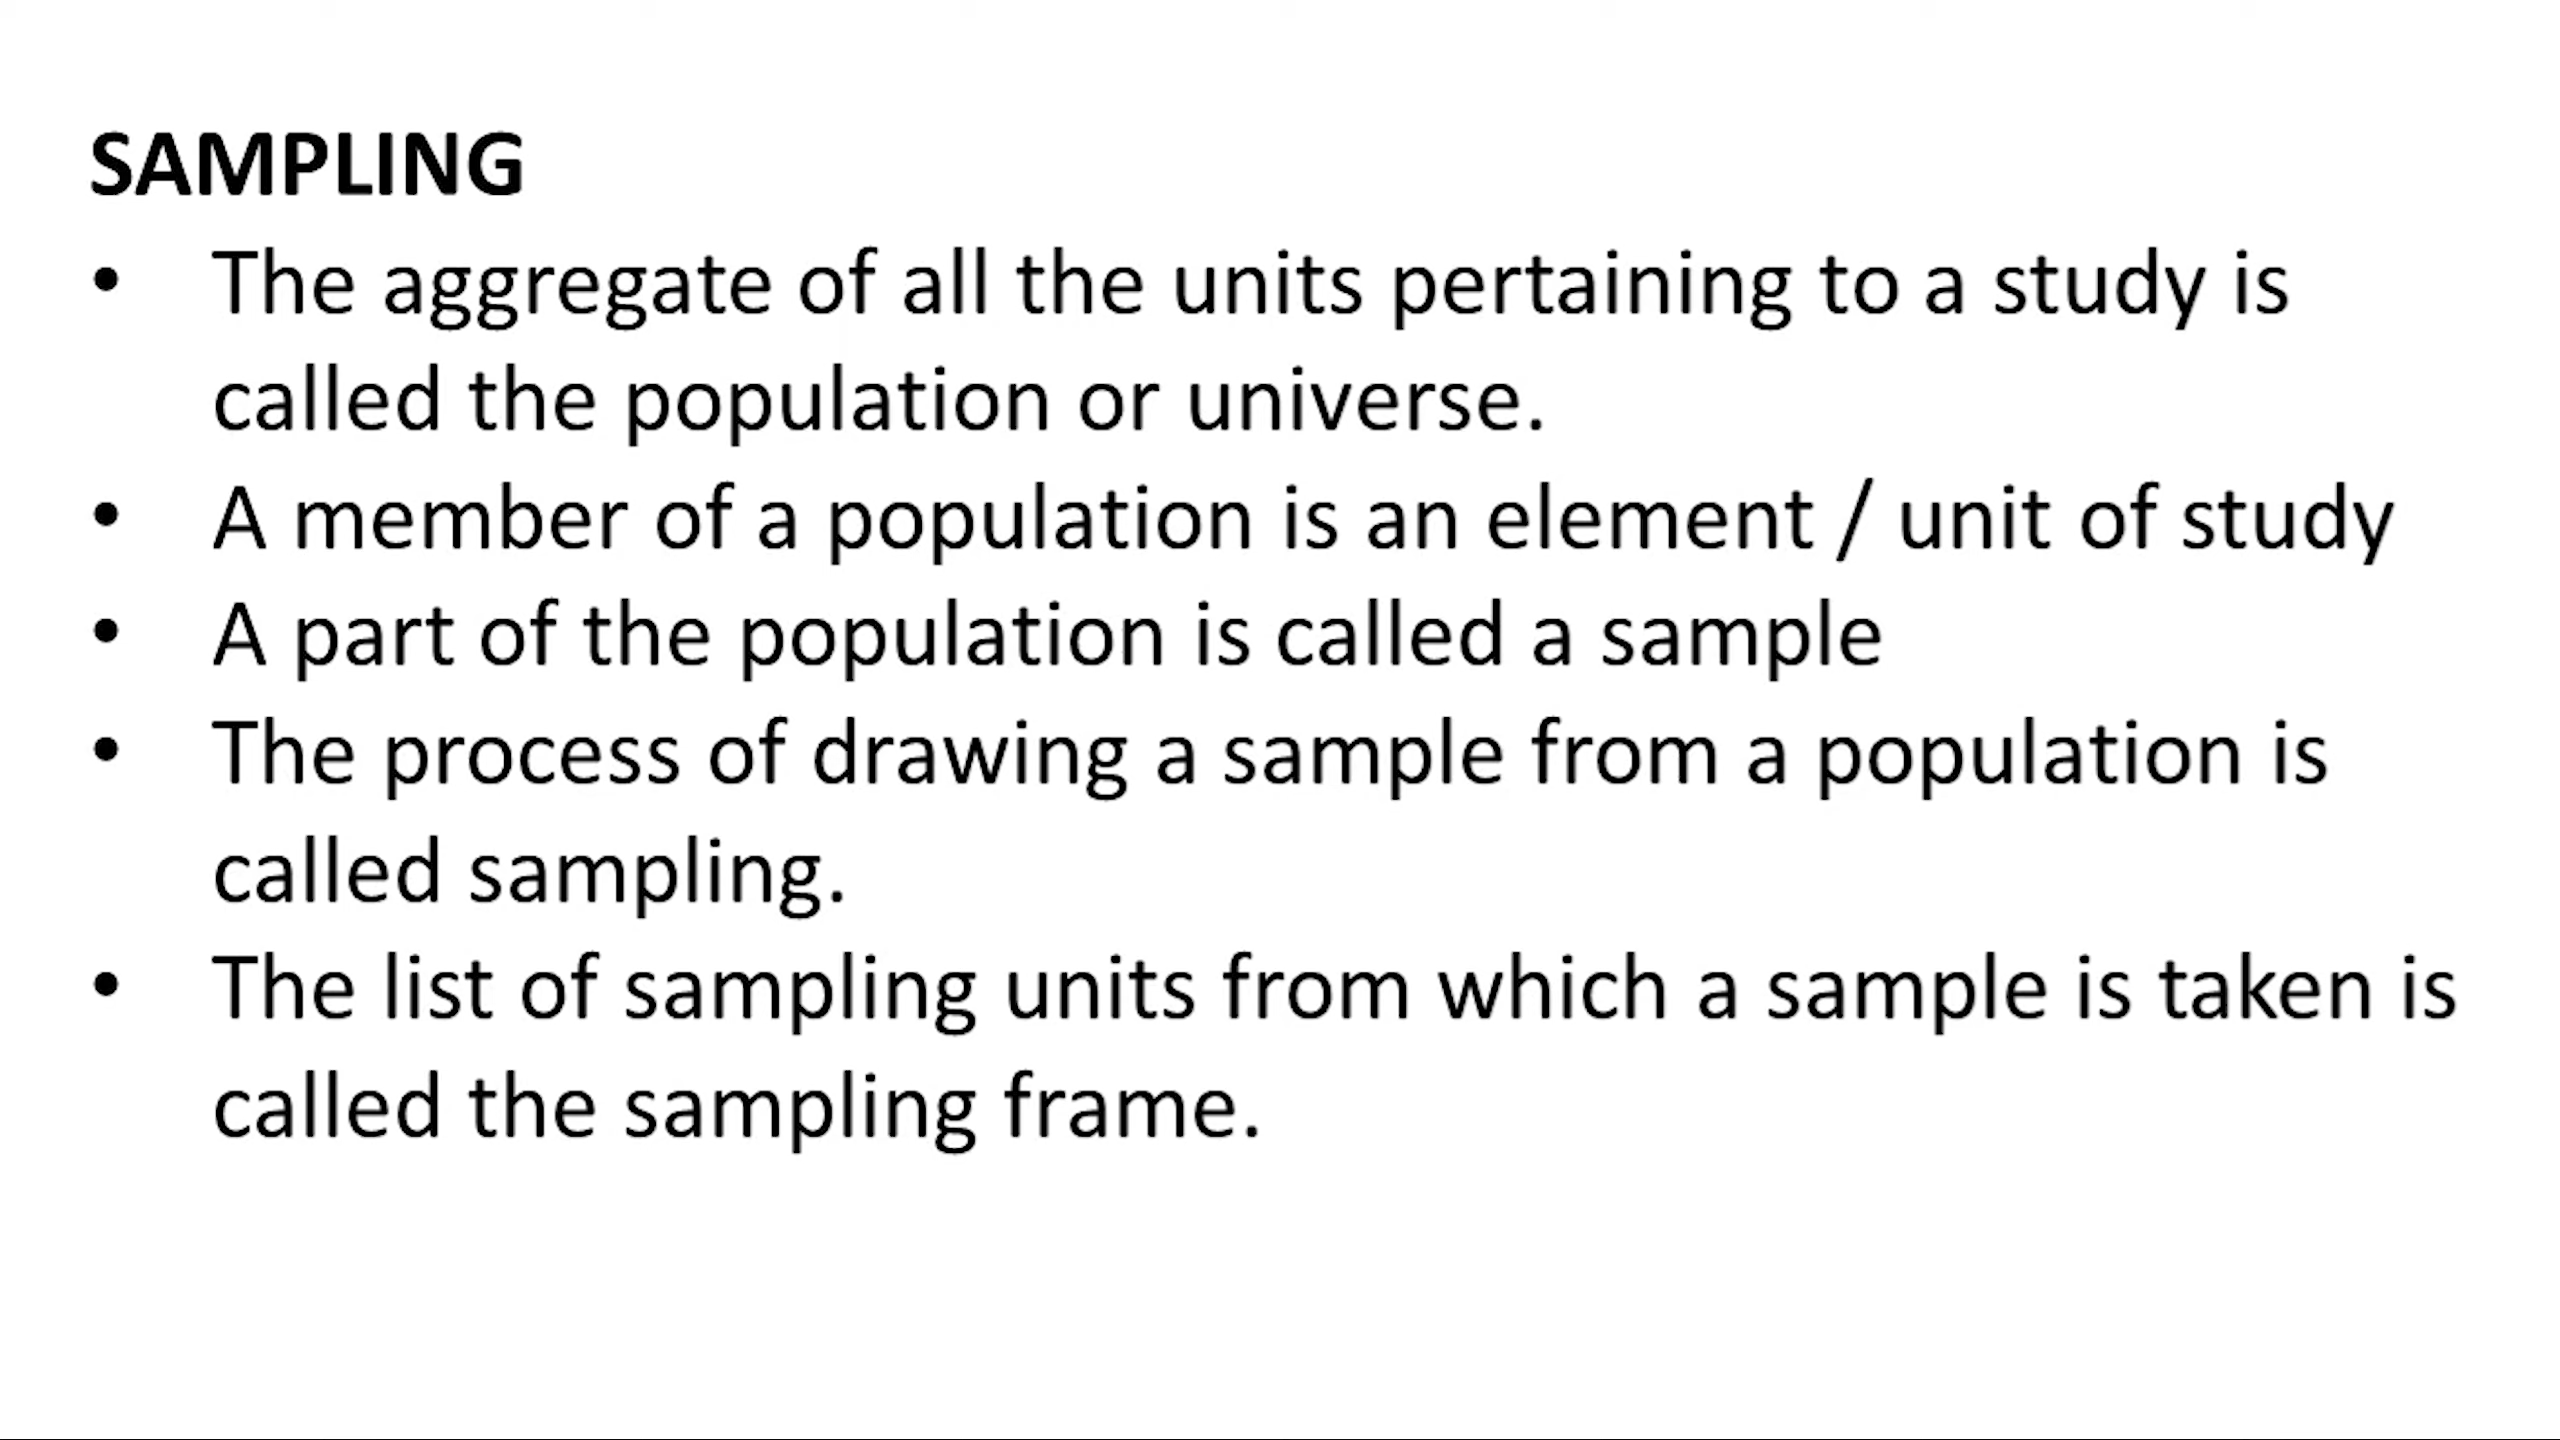 SAMPLING
• The aggregate of all the units pertaining to a study is
called the population or universe.
• A member of a population is an element / unit of study
• A part of the population is called a sample
• The process of drawing a sample from a population is
called sampling.
• The list of sampling units from which a sample is taken is
called the sampling frame.